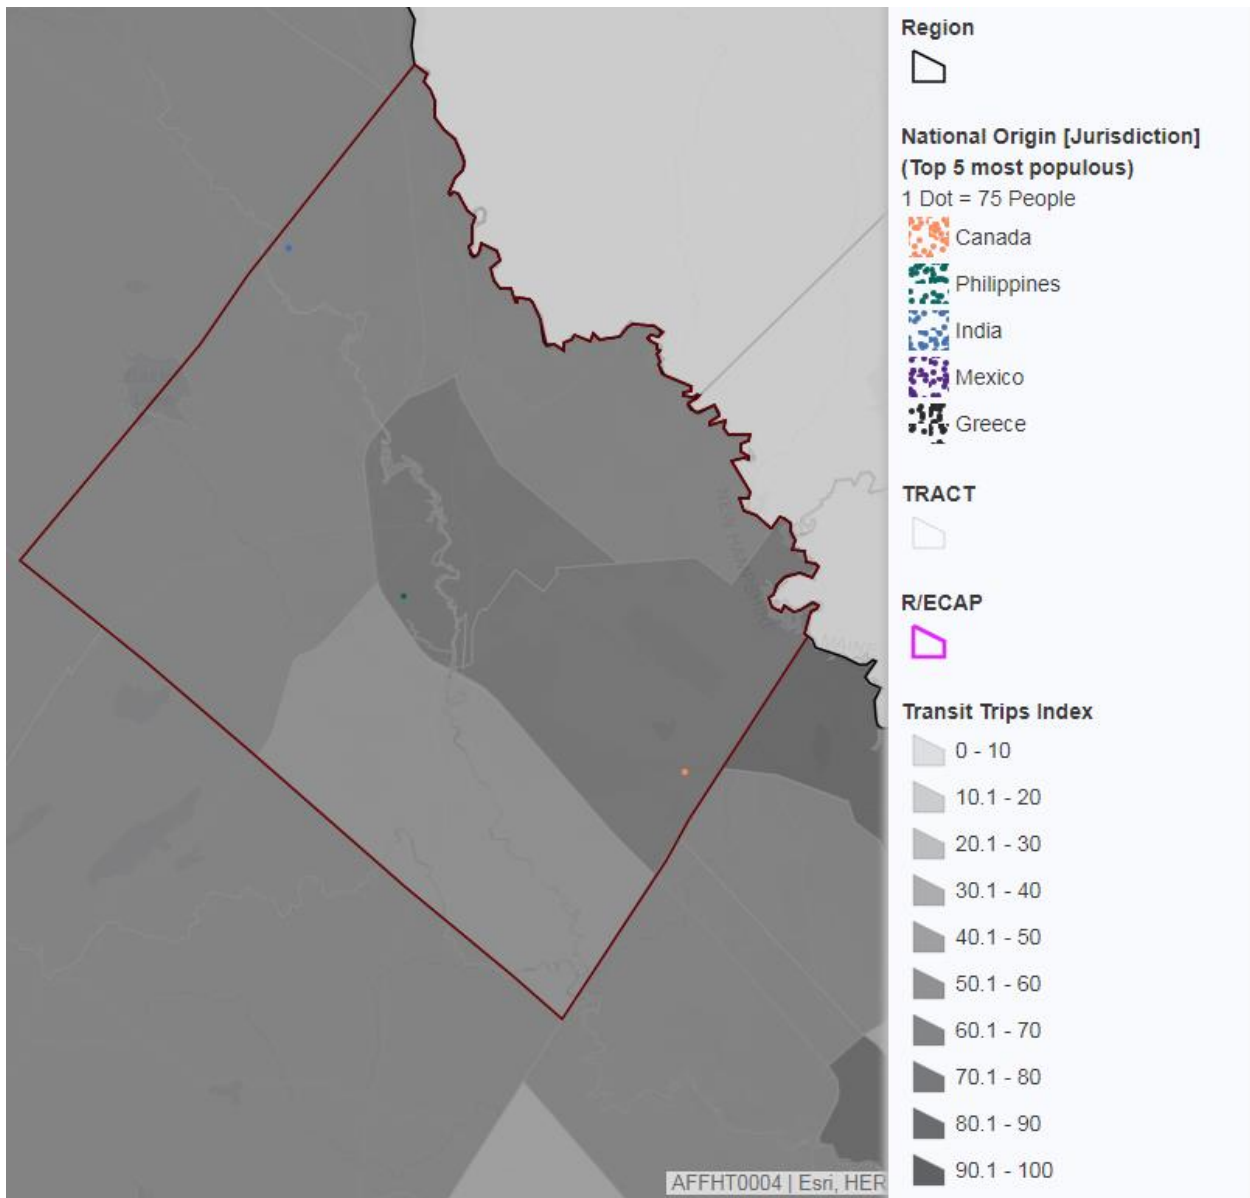 Region
National Origin [Jurisdiction]
(Top 5 most populous)
1 Dot = 75 People
Canada
Philippines
India
Mexico
Greece
TRACT
R/ECAP
Transit Trips Index
0 - 10
10.1 - 20
20.1 - 30
30.1 - 40
40.1 - 50
50.1 - 60
60.1 - 70
70.1 - 80
80.1 - 90
90.1 - 100
MAINE
AFFHT0004 | Esri, HER